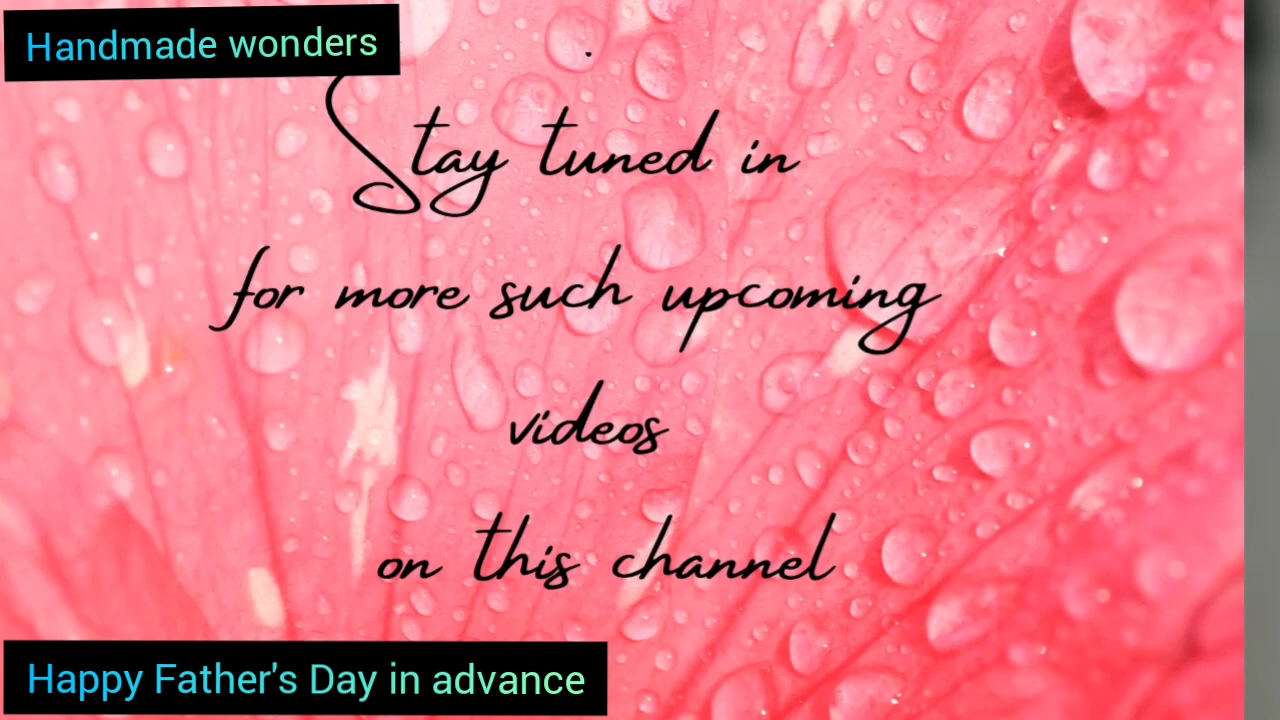 Handmade wonders
Stay tuned in
for more such upcoming
videos
on this channel
Happy Father's Day in advance